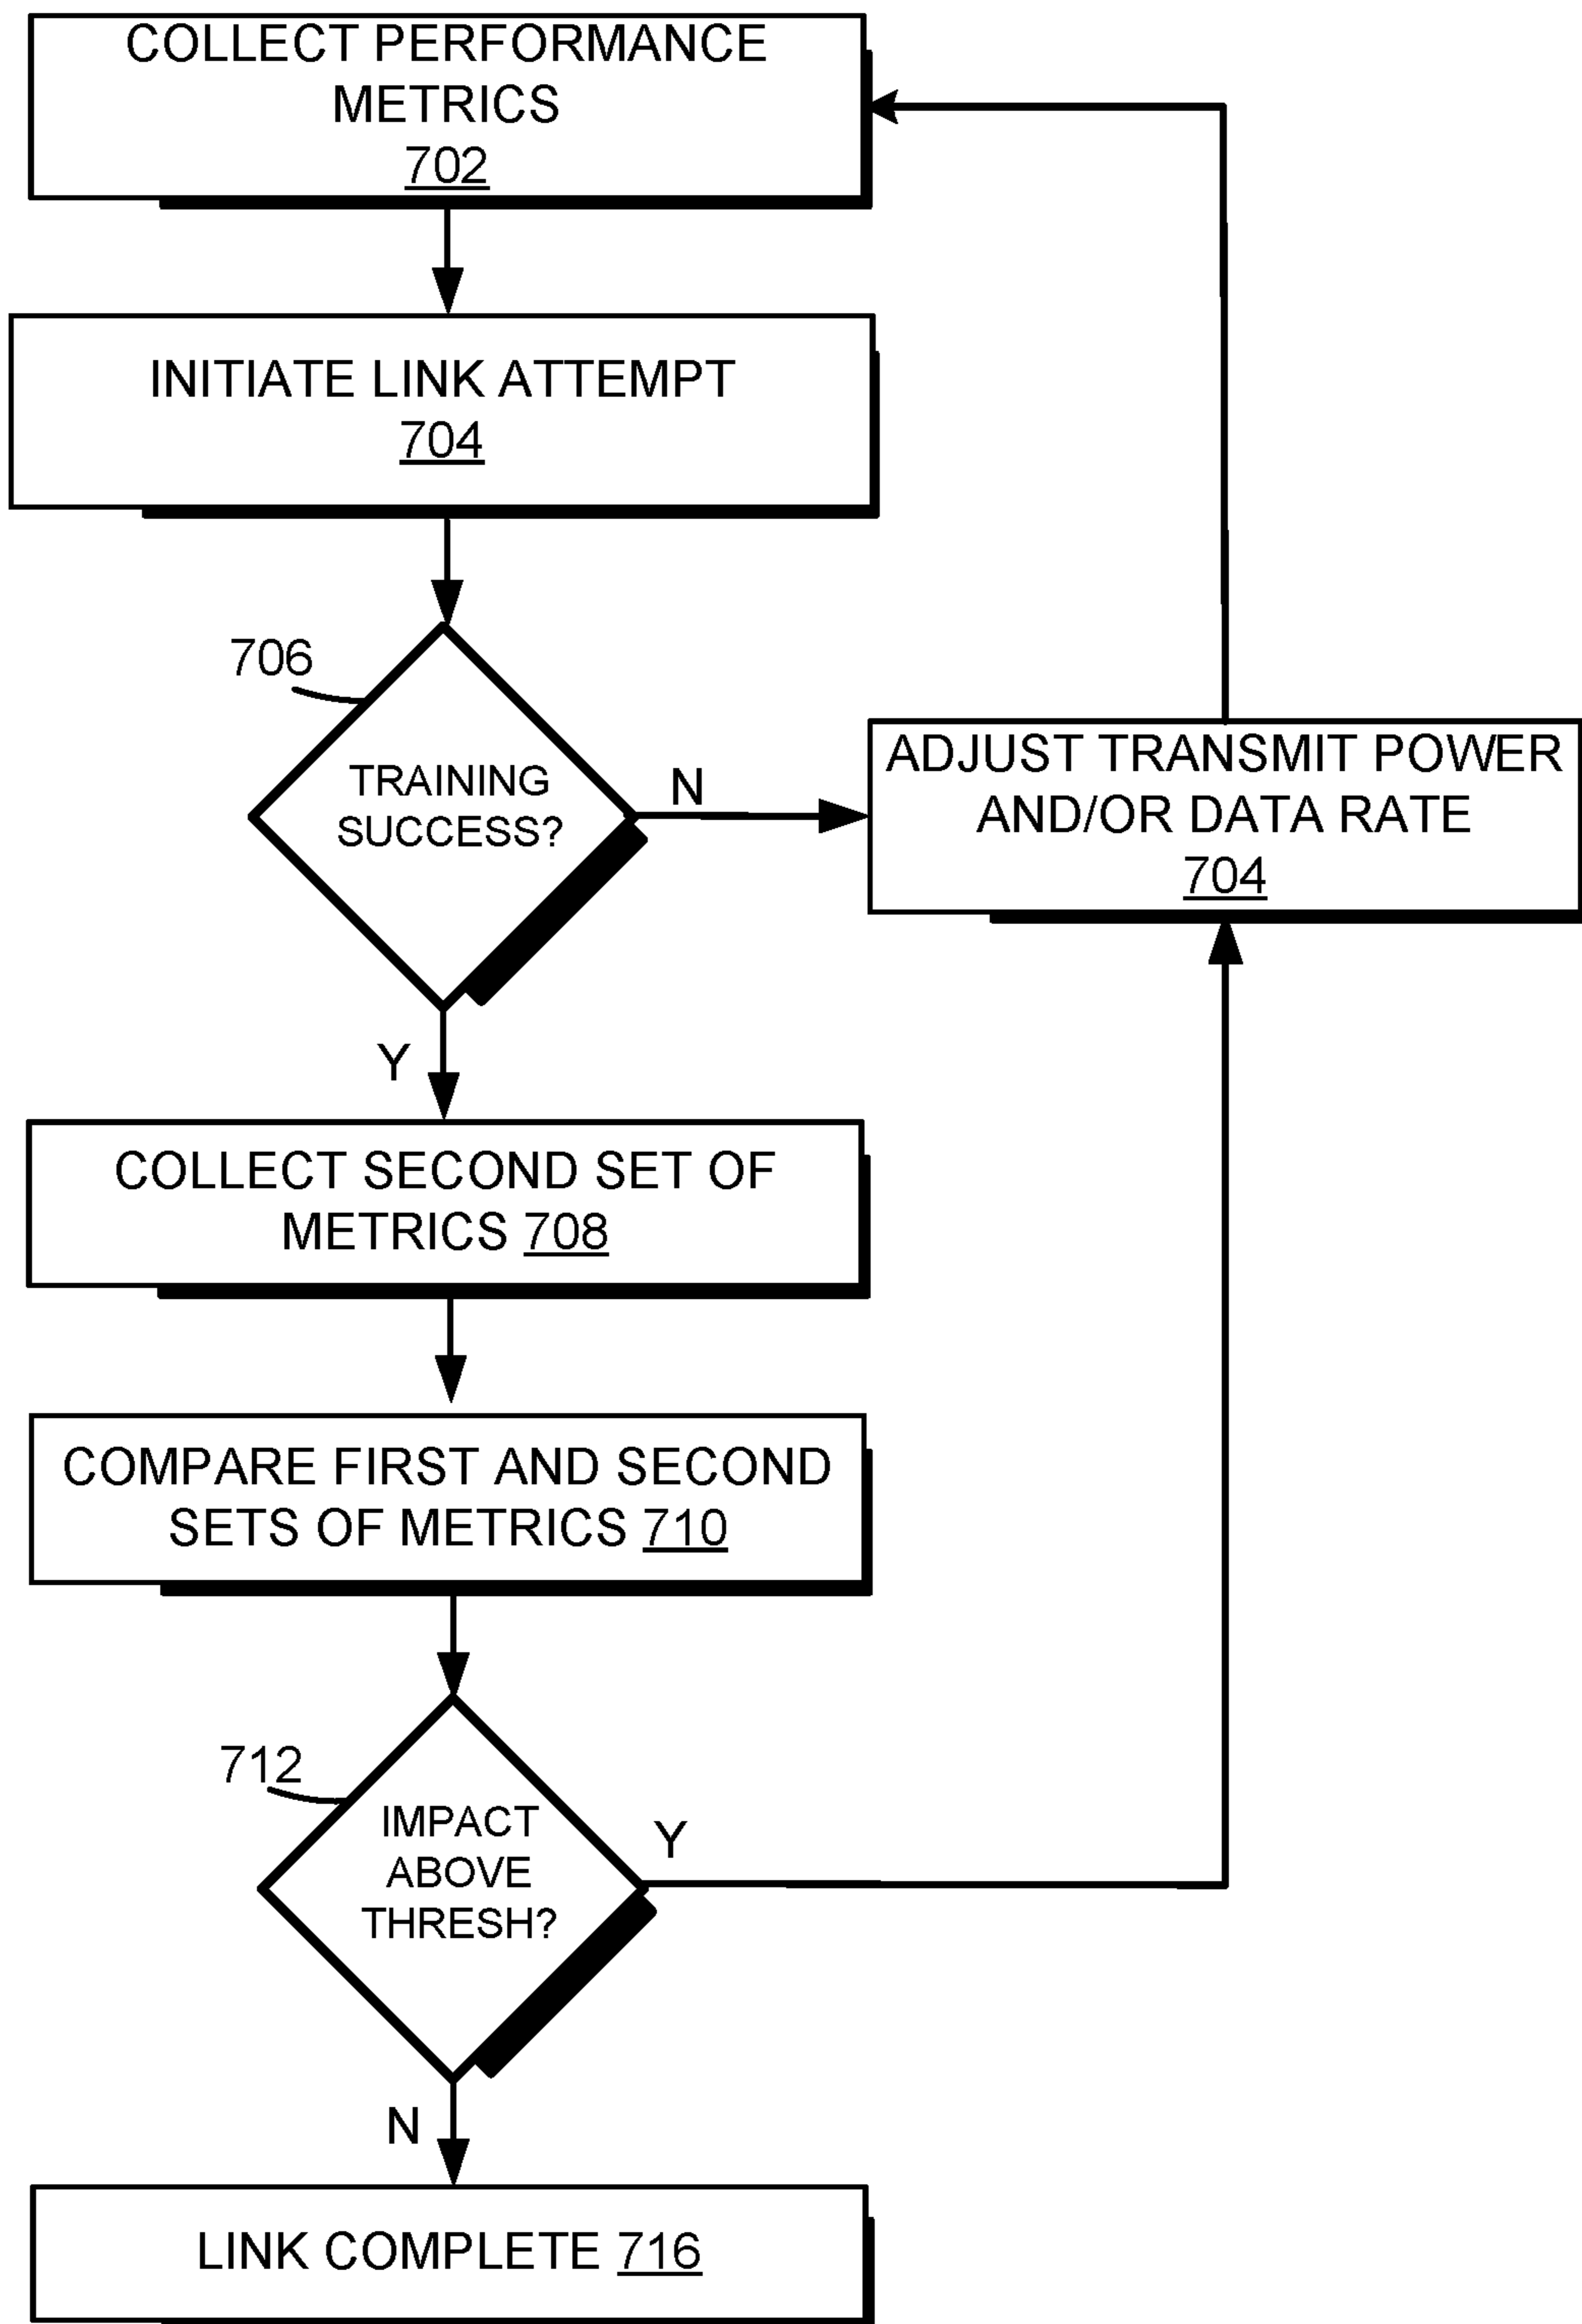 COLLECT PERFORMANCE
METRICS
702
INITIATE LINK ATTEMPT
704
706
TRAINING
SUCCESS?
N
ADJUST TRANSMIT POWER
AND/OR DATA RATE
704
Y
COLLECT SECOND SET OF
METRICS 708
COMPARE FIRST AND SECOND
SETS OF METRICS 710
712
IMPACT
ABOVE
THRESH?
Y
N
LINK COMPLETE 716